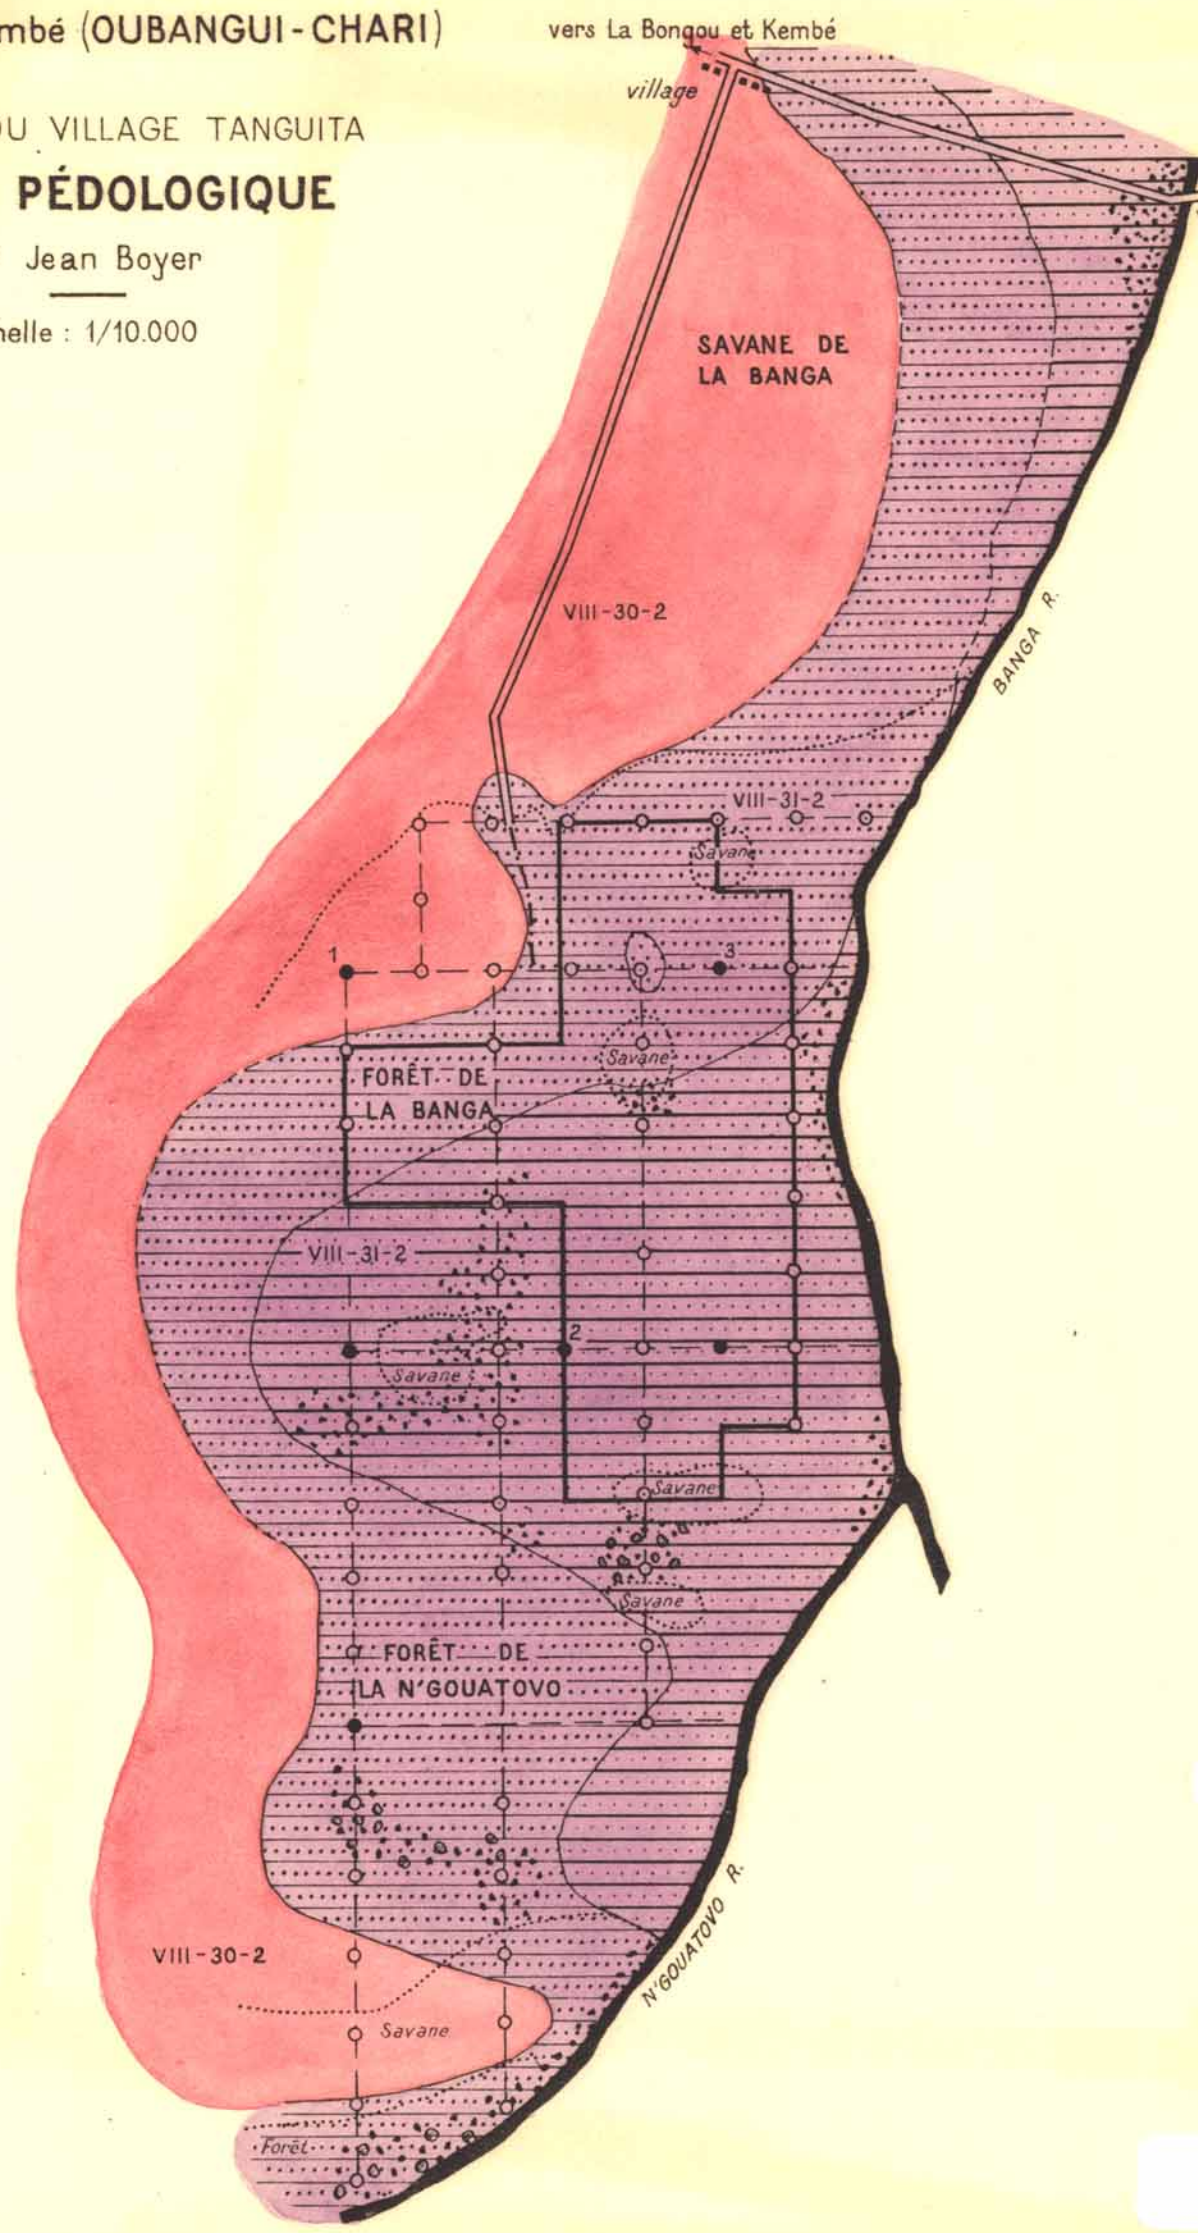 mbé (OUBANGUI-CHARI)
vers La Bongou et Kembé
village
DU VILLAGE TANGUITA
PÉDOLOGIQUE
Jean Boyer
helle : 1/10.000
SAVANE DE
LA BANGA
VIII-30-2
BANGA R.
VIII-31-2
Savane
1
3
Savane
FORÊT DE
LA BANGA
VIII-31-2
2
Savane
Savane
Savane
FORÊT DE
LA N'GOUATOVO
N'GOUATOVO R.
VIII-30-2
Savane
Forêt